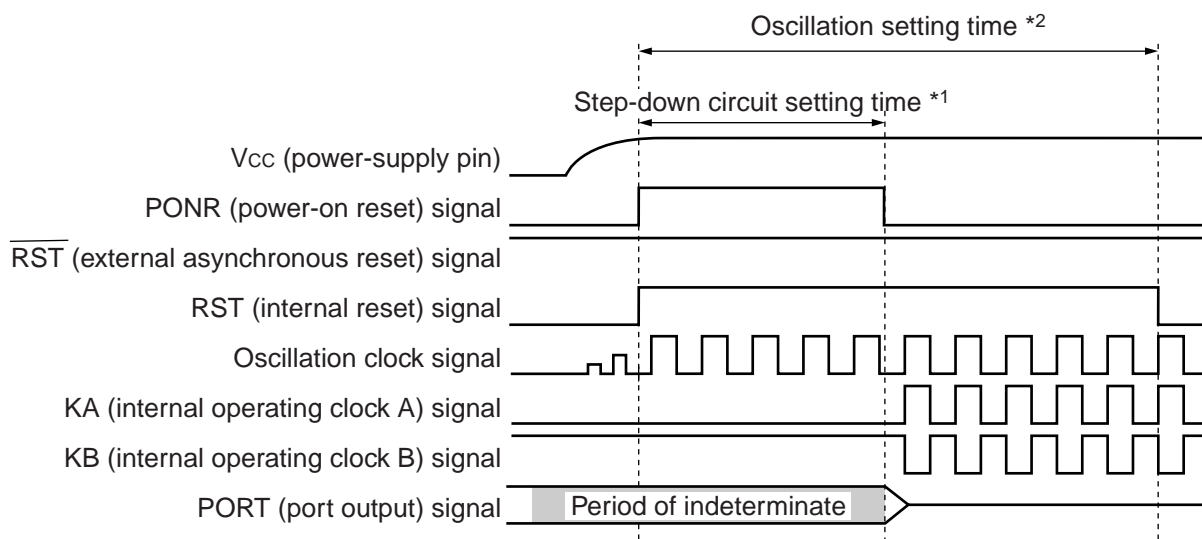 Oscillation setting time *2
Step-down circuit setting time *1
Vcc (power-supply pin)
PONR (power-on reset) signal
RST (external asynchronous reset) signal
RST (internal reset) signal
Oscillation clock signal
KA (internal operating clock A) signal
KB (internal operating clock B) signal
PORT (port output) signal
Period of indeterminate